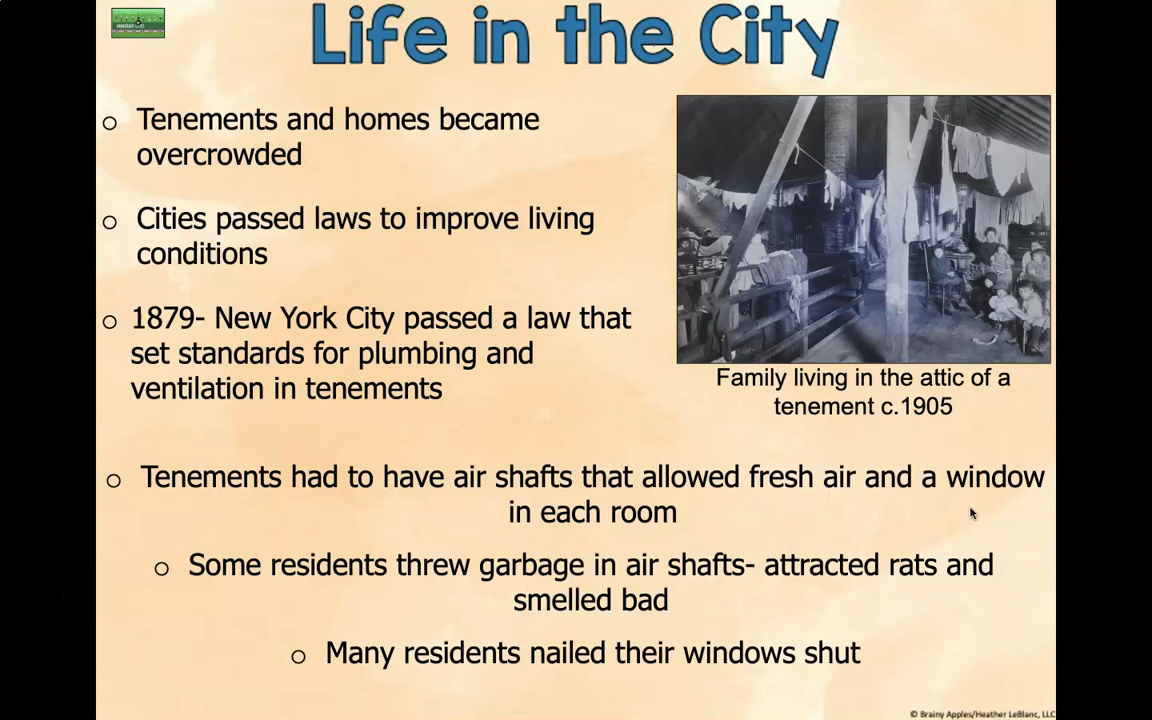 Life in the City
o Tenements and homes became
overcrowded
o Cities passed laws to improve living
conditions
o 1879- New York City passed a law that
set standards for plumbing and
ventilation in tenements
Family living in the attic of a
tenement c.1905
o Tenements had to have air shafts that allowed fresh air and a window
in each room
o Some residents threw garbage in air shafts- attracted rats and
smelled bad
o Many residents nailed their windows shut
© Brainy Apples/Heather LeBlanc, LLC